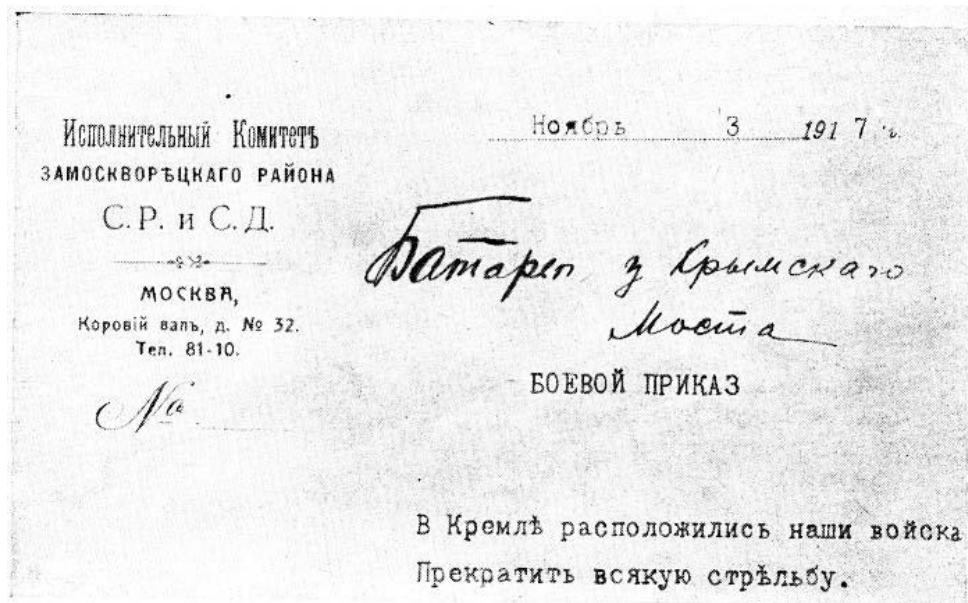 Исполнительный Комитетъ
ЗАМОСКВОРѢЦКАГО РАЙОНА
С.Р. и С.Д.
МОСКВА,
Коровій валъ, д. № 32.
Тел. 81-10.
№
Ноябрь 3 1917 г.
Батареи у Крымскаго
Моста
БОЕВОЙ ПРИКАЗ
В Кремлѣ расположились наши войска
Прекратить всякую стрѣльбу.